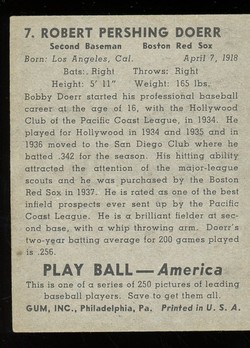 7. ROBERT PERSHING DOERR
Second Baseman Boston Red Sox
Born: Los Angeles, Cal. April 7, 1918
Bats: Right Throws: Right
Height: 5' 11" Weight: 165 lbs.
Bobby Doerr started his professional baseball
career at the age of 16, with the Hollywood
Club of the Pacific Coast League, in 1934. He
played for Hollywood in 1934 and 1935 and in
1936 moved to the San Diego Club where he
batted .342 for the season. His hitting ability
attracted the attention of the major-league
scouts and he was purchased by the Boston
Red Sox in 1937. He is rated as one of the best
infield prospects ever sent up by the Pacific
Coast League. He is a brilliant fielder at sec-
ond base, with a whip throwing arm. Doerr's
two-year batting average for 200 games played
is .256.
PLAY BALL—America
This is one of a series of 250 pictures of leading
baseball players. Save to get them all.
GUM, INC., Philadelphia, Pa. Printed in U. S. A.